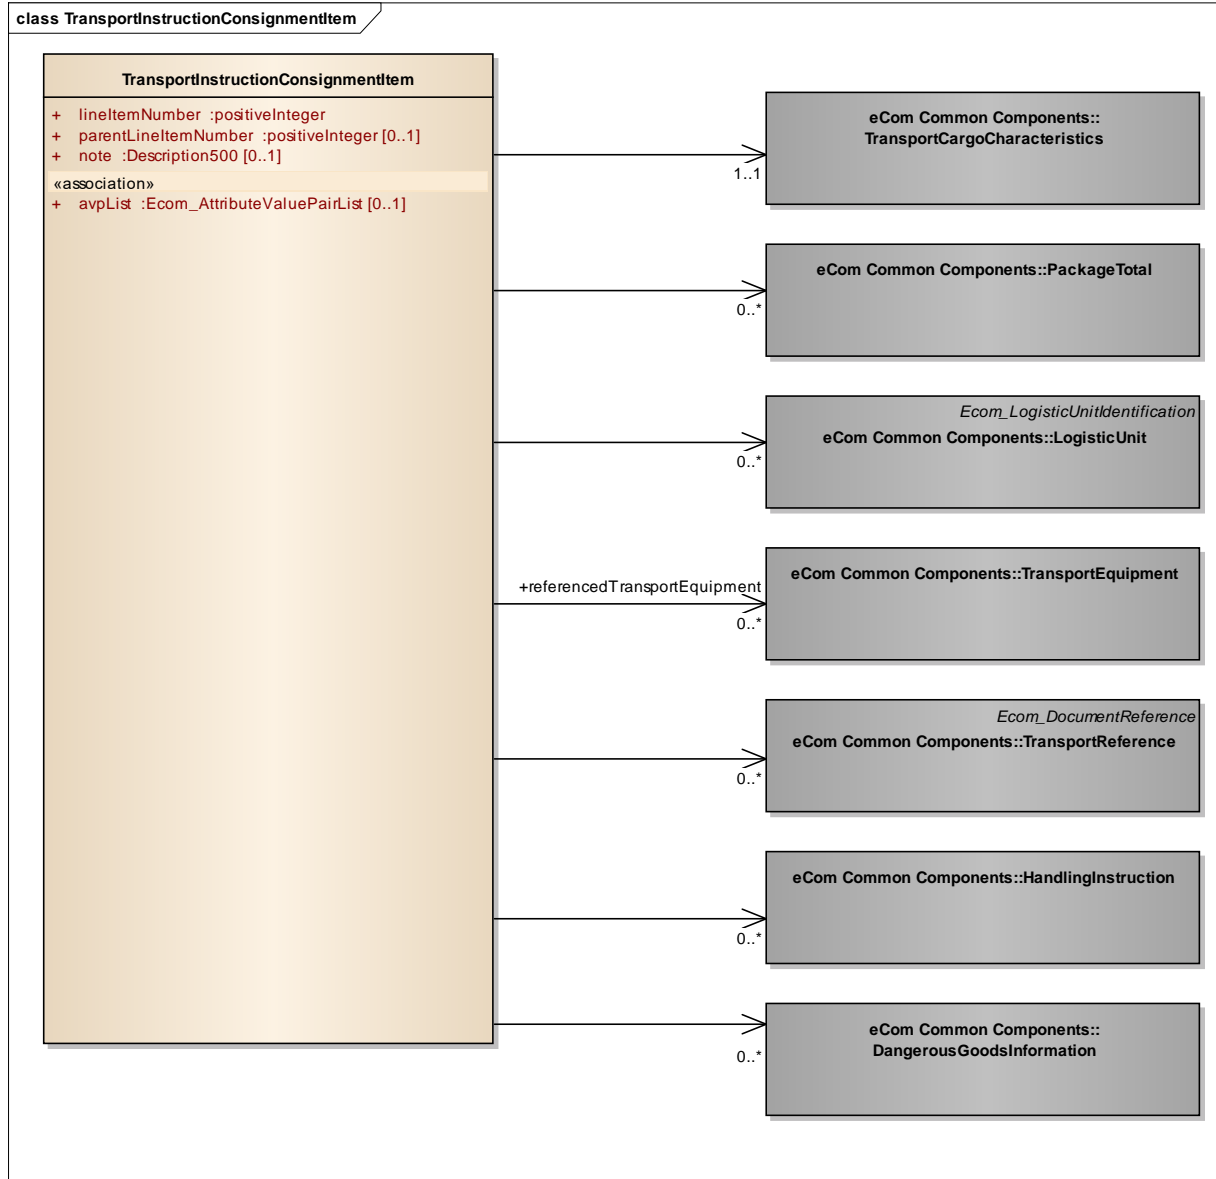 class TransportInstructionConsignmentItem
TransportInstructionConsignmentItem
+ lineItemNumber :positiveInteger
+ parentLineItemNumber :positiveInteger [0..1]
+ note :Description500 [0..1]
«association»
+ avpList :Ecom_AttributeValuePairList [0..1]
eCom Common Components::
TransportCargoCharacteristics
1..1
eCom Common Components::PackageTotal
0..*
Ecom_LogisticUnitIdentification
eCom Common Components::LogisticUnit
0..*
+referencedTransportEquipment
eCom Common Components::TransportEquipment
0..*
Ecom_DocumentReference
eCom Common Components::TransportReference
0..*
eCom Common Components::HandlingInstruction
0..*
eCom Common Components::
DangerousGoodsInformation
0..*